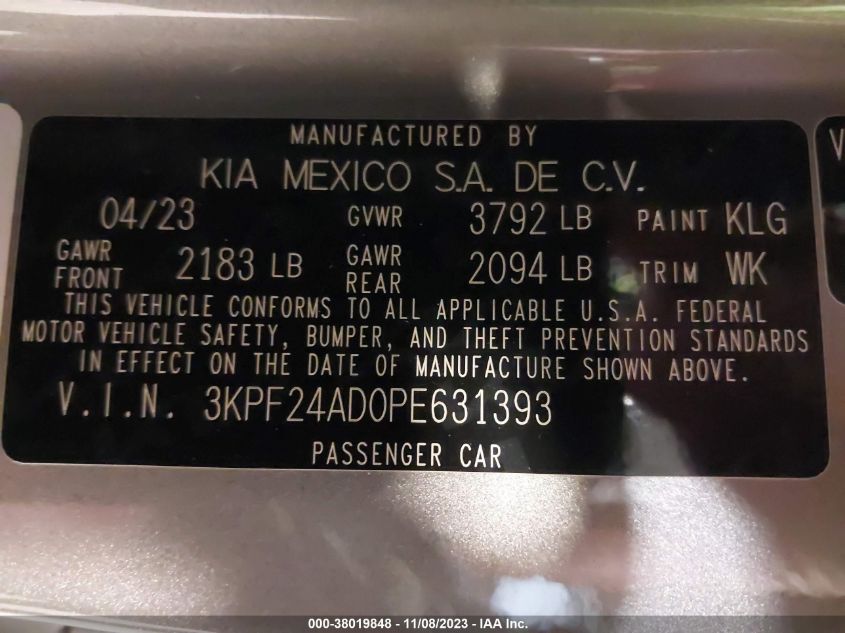 MANUFACTURED BY
KIA MEXICO S.A. DE C.V.
04/23 GVWR 3792 LB PAINT KLG
GAWR FRONT 2183 LB GAWR REAR 2094 LB TRIM WK
THIS VEHICLE CONFORMS TO ALL APPLICABLE U.S.A. FEDERAL
MOTOR VEHICLE SAFETY, BUMPER, AND THEFT PREVENTION STANDARDS
IN EFFECT ON THE DATE OF MANUFACTURE SHOWN ABOVE.
V.I.N. 3KPF24AD0PE631393
PASSENGER CAR
V
000-38019848 - 11/08/2023 - IAA Inc.